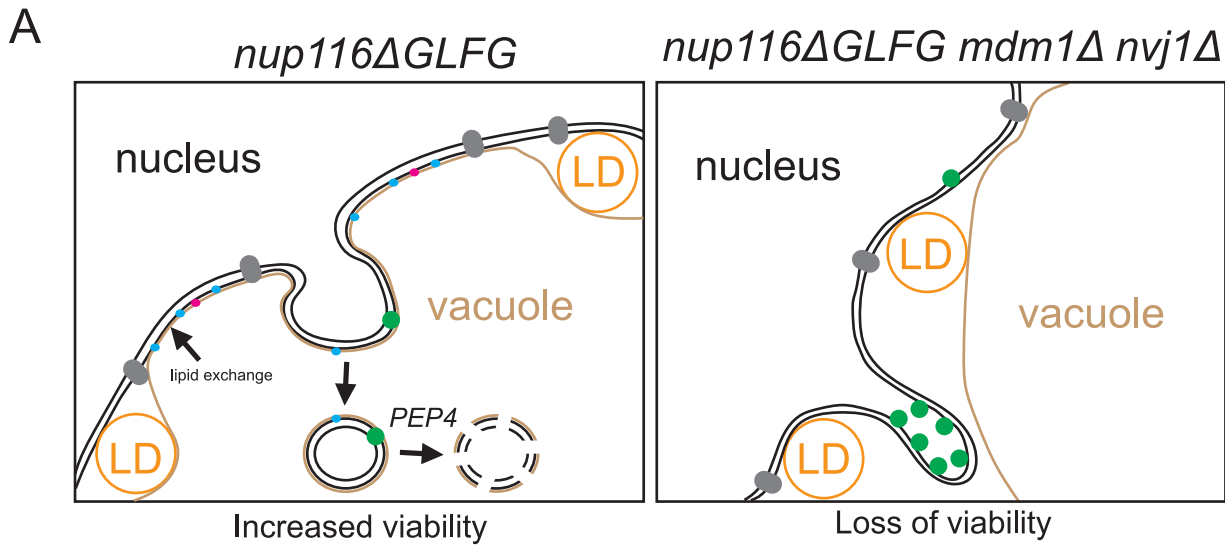 A
nup116ΔGLFG
nup116ΔGLFG mdm1Δ nvj1Δ
nucleus
LD
vacuole
lipid exchange
PEP4
LD
Increased viability
nucleus
LD
vacuole
LD
Loss of viability